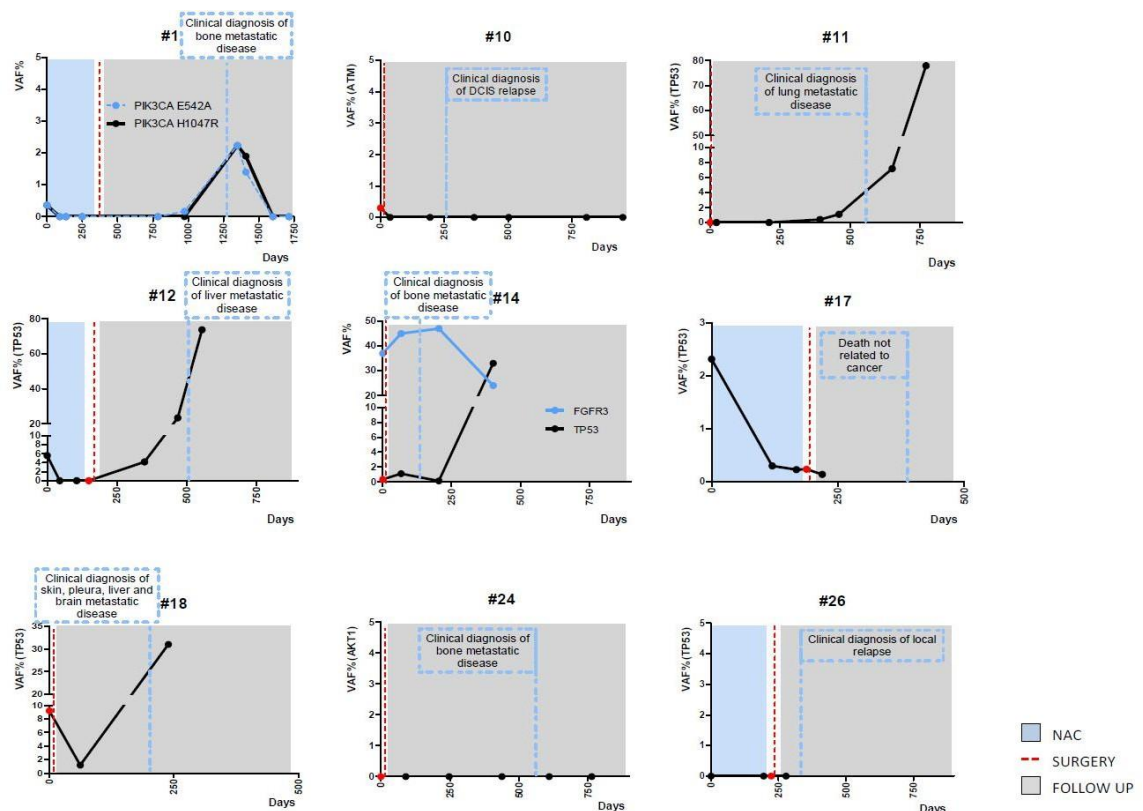 Clinical diagnosis of
bone metastatic
disease
#1
VAF%
5
4
3
2
1
0
PIK3CA E542A
PIK3CA H1047R
0
250
500
750
1000
1250
1500
1750
Days
#10
VAF% (ATM)
5
4
3
2
1
0
Clinical diagnosis
of DCIS relapse
0
250
500
750
Days
#11
VAF% (TP53)
80
70
60
50
10
8
6
4
2
0
Clinical diagnosis
of lung metastatic
disease
0
250
500
750
Days
Clinical diagnosis
of liver metastatic
disease
#12
VAF% (TP53)
80
60
40
20
10
8
6
4
2
0
0
250
500
750
Days
Clinical diagnosis
of bone metastatic
disease
#14
VAF%
50
40
30
20
10
8
6
4
2
0
FGFR3
TP53
0
250
500
750
Days
#17
VAF% (TP53)
3
2
1
0
Death not
related to
cancer
0
250
500
Days
Clinical diagnosis of
skin, pleura, liver and
brain metastatic
disease
#18
VAF% (TP53)
35
30
25
20
10
8
6
4
2
0
0
250
500
Days
#24
VAF% (AKT1)
5
4
3
2
1
0
Clinical diagnosis of
bone metastatic
disease
0
250
500
750
Days
#26
VAF% (TP53)
5
4
3
2
1
0
Clinical diagnosis of local
relapse
0
250
500
750
Days
NAC
SURGERY
FOLLOW UP